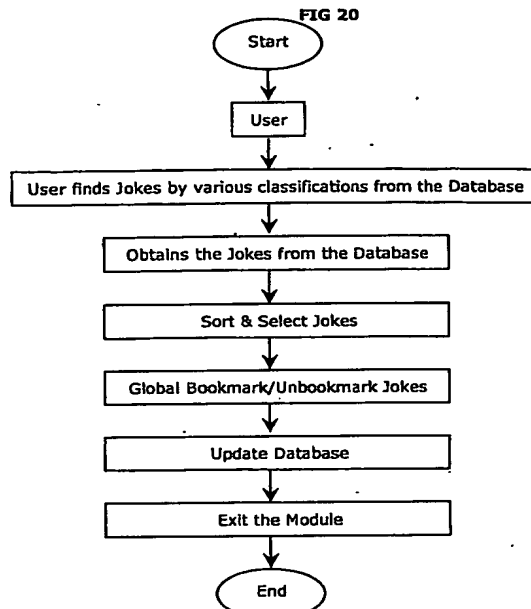 FIG 20
Start
User
User finds Jokes by various classifications from the Database
Obtains the Jokes from the Database
Sort & Select Jokes
Global Bookmark/Unbookmark Jokes
Update Database
Exit the Module
End